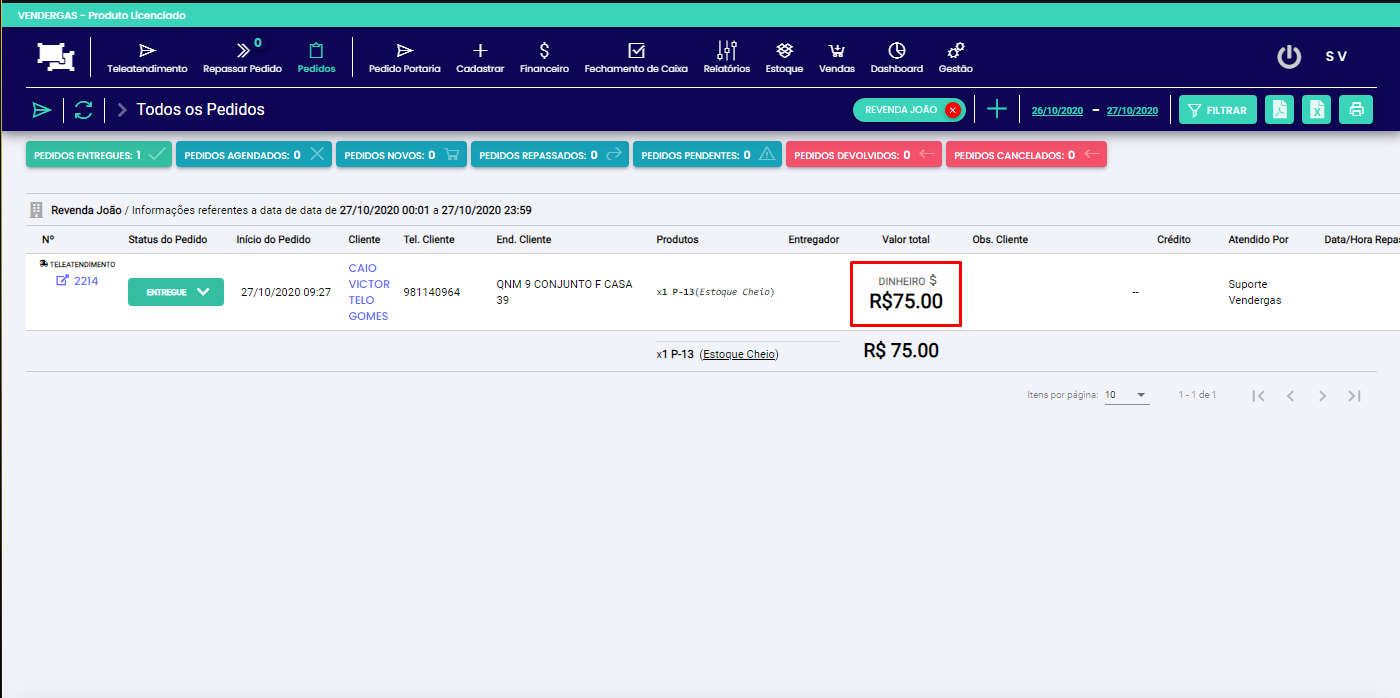 VENDERGAS - Produto Licenciado
Teleatendimento
Repassar Pedido
0
Pedidos
Pedido Portaria
Cadastrar
Financeiro
Fechamento de Caixa
Relatórios
Estoque
Vendas
Dashboard
Gestão
S V
Todos os Pedidos
REVENDA JOÃO
26/10/2020 - 27/10/2020
FILTRAR
PEDIDOS ENTREGUES: 1
PEDIDOS AGENDADOS: 0
PEDIDOS NOVOS: 0
PEDIDOS REPASSADOS: 0
PEDIDOS PENDENTES: 0
PEDIDOS DEVOLVIDOS: 0
PEDIDOS CANCELADOS: 0
Revenda João / Informações referentes a data de data de 27/10/2020 00:01 a 27/10/2020 23:59
Nº Status do Pedido Início do Pedido Cliente Tel. Cliente End. Cliente Produtos Entregador Valor total Obs. Cliente Crédito Atendido Por Data/Hora Repas
TELEATENDIMENTO
2214
ENTREGUE
27/10/2020 09:27
CAIO
VICTOR
TELO
GOMES
981140964
QNM 9 CONJUNTO F CASA
39
x1 P-13(Estoque Cheio)
DINHEIRO $
R$75.00
--
Suporte
Vendergas
x1 P-13 (Estoque Cheio)
R$ 75.00
Itens por página: 10
1 - 1 de 1